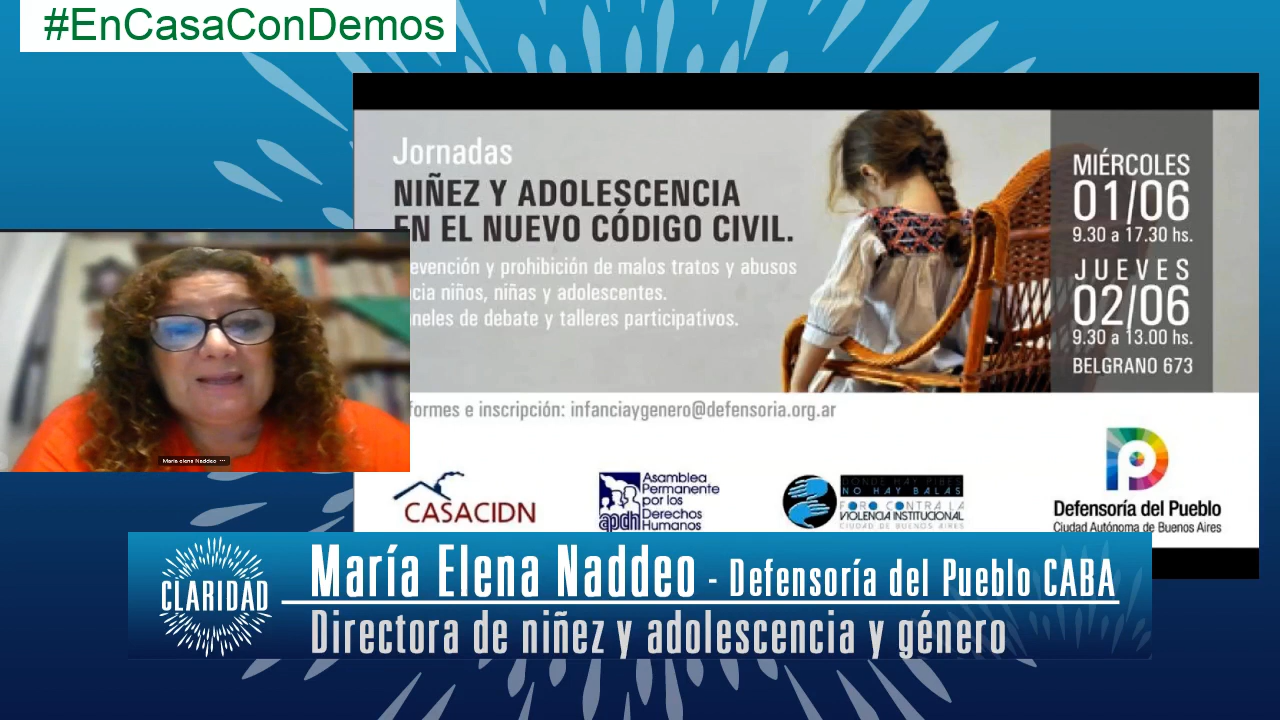 #EnCasaConDemos
Jornadas
NIÑEZ Y ADOLESCENCIA
EN EL NUEVO CÓDIGO CIVIL.
evención y prohibición de malos tratos y abusos
cia niños, niñas y adolescentes.
neles de debate y talleres participativos.
formes e inscripción: infanciaygenero@defensoria.org.ar
MIÉRCOLES
01/06
9.30 a 17.30 hs.
JUEVES
02/06
9.30 a 13.00 hs.
BELGRANO 673
María elena Naddeo
CASACIDN
apdh
Asamblea
Permanente
por los
Derechos
Humanos
DONDE HAY PIBES
NO HAY BALAS
FORO CONTRA LA
VIOLENCIA INSTITUCIONAL
CIUDAD DE BUENOS AIRES
Defensoría del Pueblo
Ciudad Autónoma de Buenos Aires
CLARIDAD
María Elena Naddeo - Defensoría del Pueblo CABA
Directora de niñez y adolescencia y género